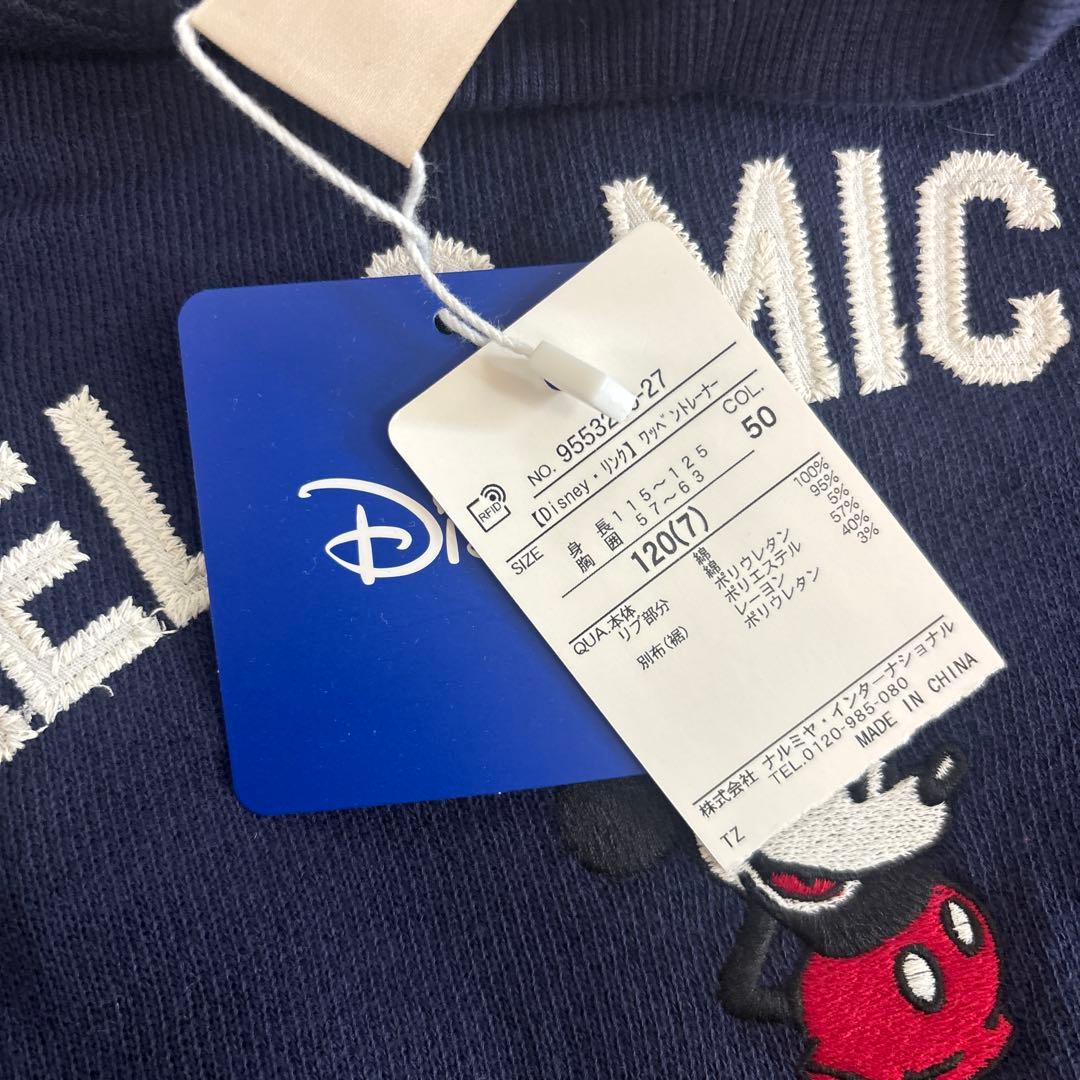 MIC
EL
Di
RFID
NO. 9553
-27
【Disney・リンク】ワッペントレーナー
COL.
50
SIZE
身長 115～125
胸囲 57～63
120(7)
QUA.本体 綿 100%
リブ部分 綿 95%
ポリウレタン 5%
別布(裾) ポリエステル 57%
レーヨン 40%
ポリウレタン 3%
株式会社 ナルミヤ・インターナショナル
TEL.0120-985-080
MADE IN CHINA
TZ